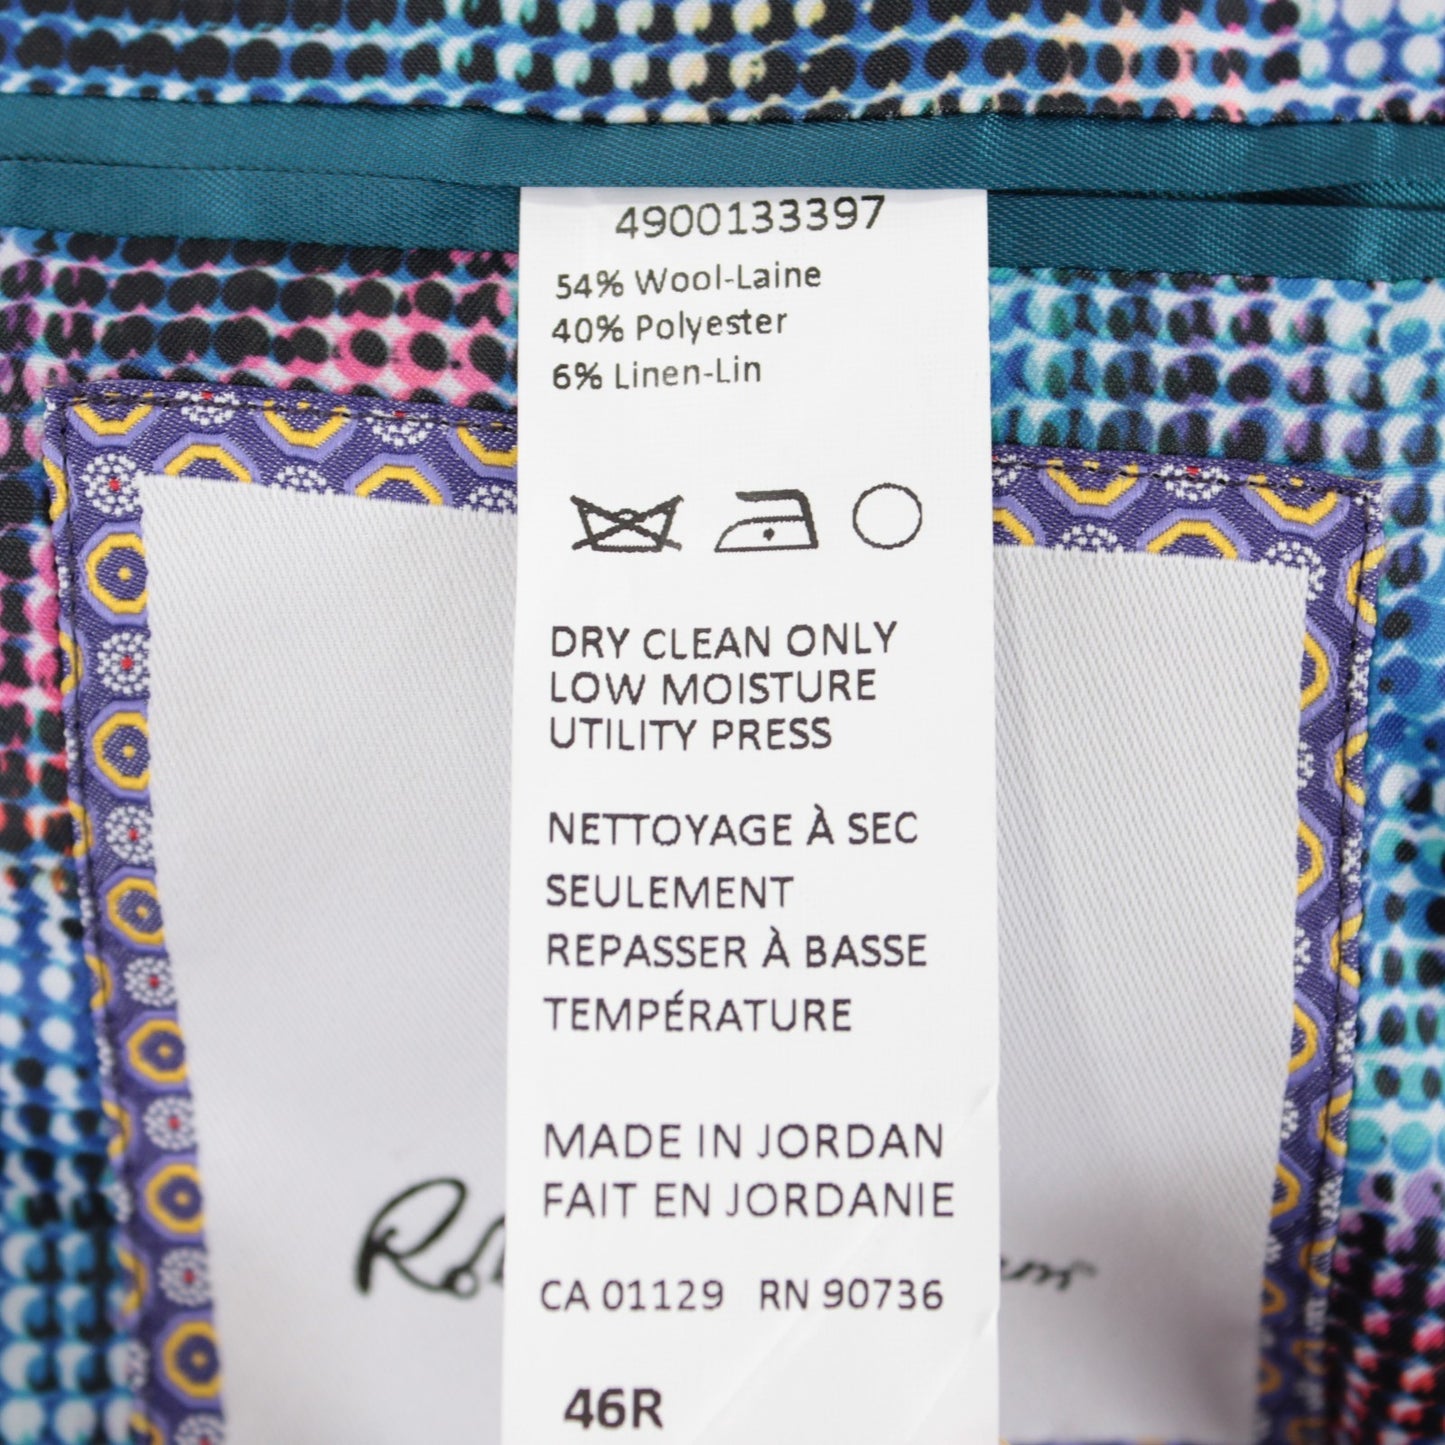 4900133397
54% Wool-Laine
40% Polyester
6% Linen-Lin
DRY CLEAN ONLY
LOW MOISTURE
UTILITY PRESS
NETTOYAGE À SEC
SEULEMENT
REPASSER À BASSE
TEMPÉRATURE
MADE IN JORDAN
FAIT EN JORDANIE
CA 01129 RN 90736
46R